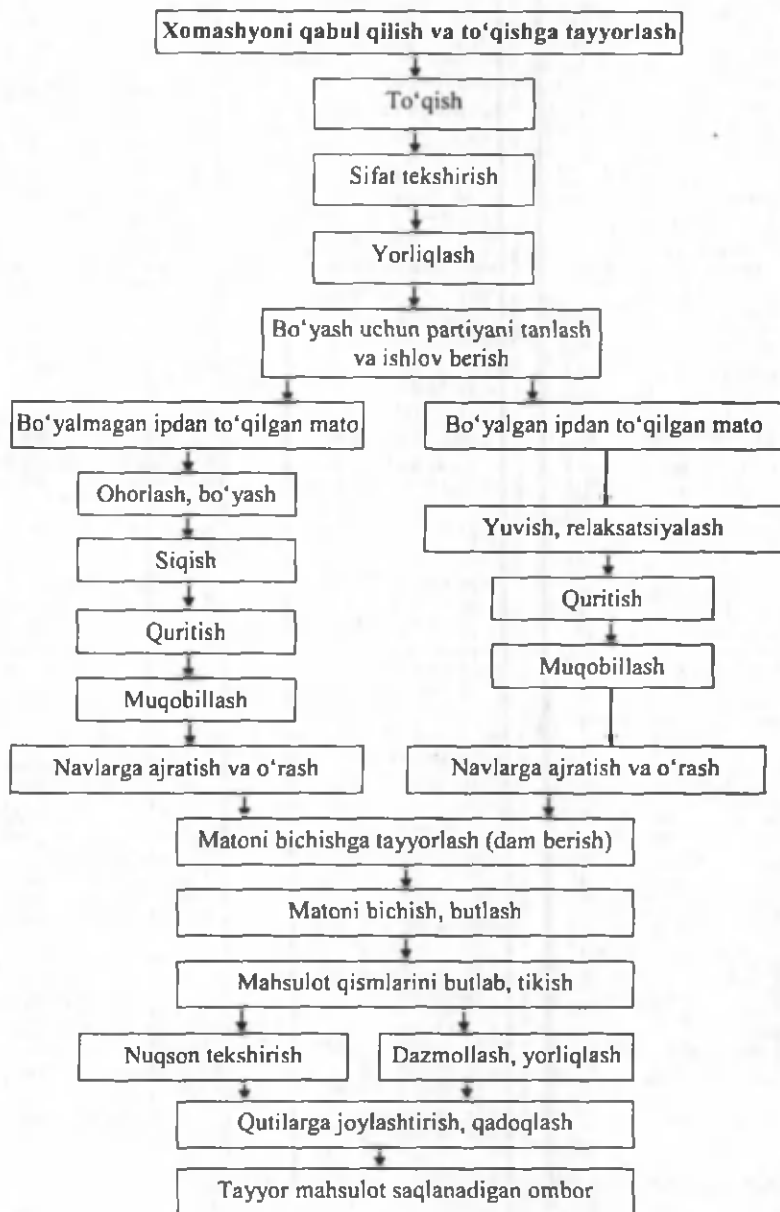 Xomashyoni qabul qilish va to‘qishga tayyorlash
To‘qish
Sifat tekshirish
Yorliqlash
Bo‘yash uchun partiyani tanlash
va ishlov berish
Bo‘yalmagan ipdan to‘qilgan mato
Ohorlash, bo‘yash
Siqish
Quritish
Muqobillash
Navlarga ajratish va o‘rash
Bo‘yalgan ipdan to‘qilgan mato
Yuvish, relaksatsiyalash
Quritish
Muqobillash
Navlarga ajratish va o‘rash
Matoni bichishga tayyorlash (dam berish)
Matoni bichish, butlash
Mahsulot qismlarini butlab, tikish
Nuqson tekshirish
Dazmollash, yorliqlash
Qutilarga joylashtirish, qadoqlash
Tayyor mahsulot saqlanadigan ombor